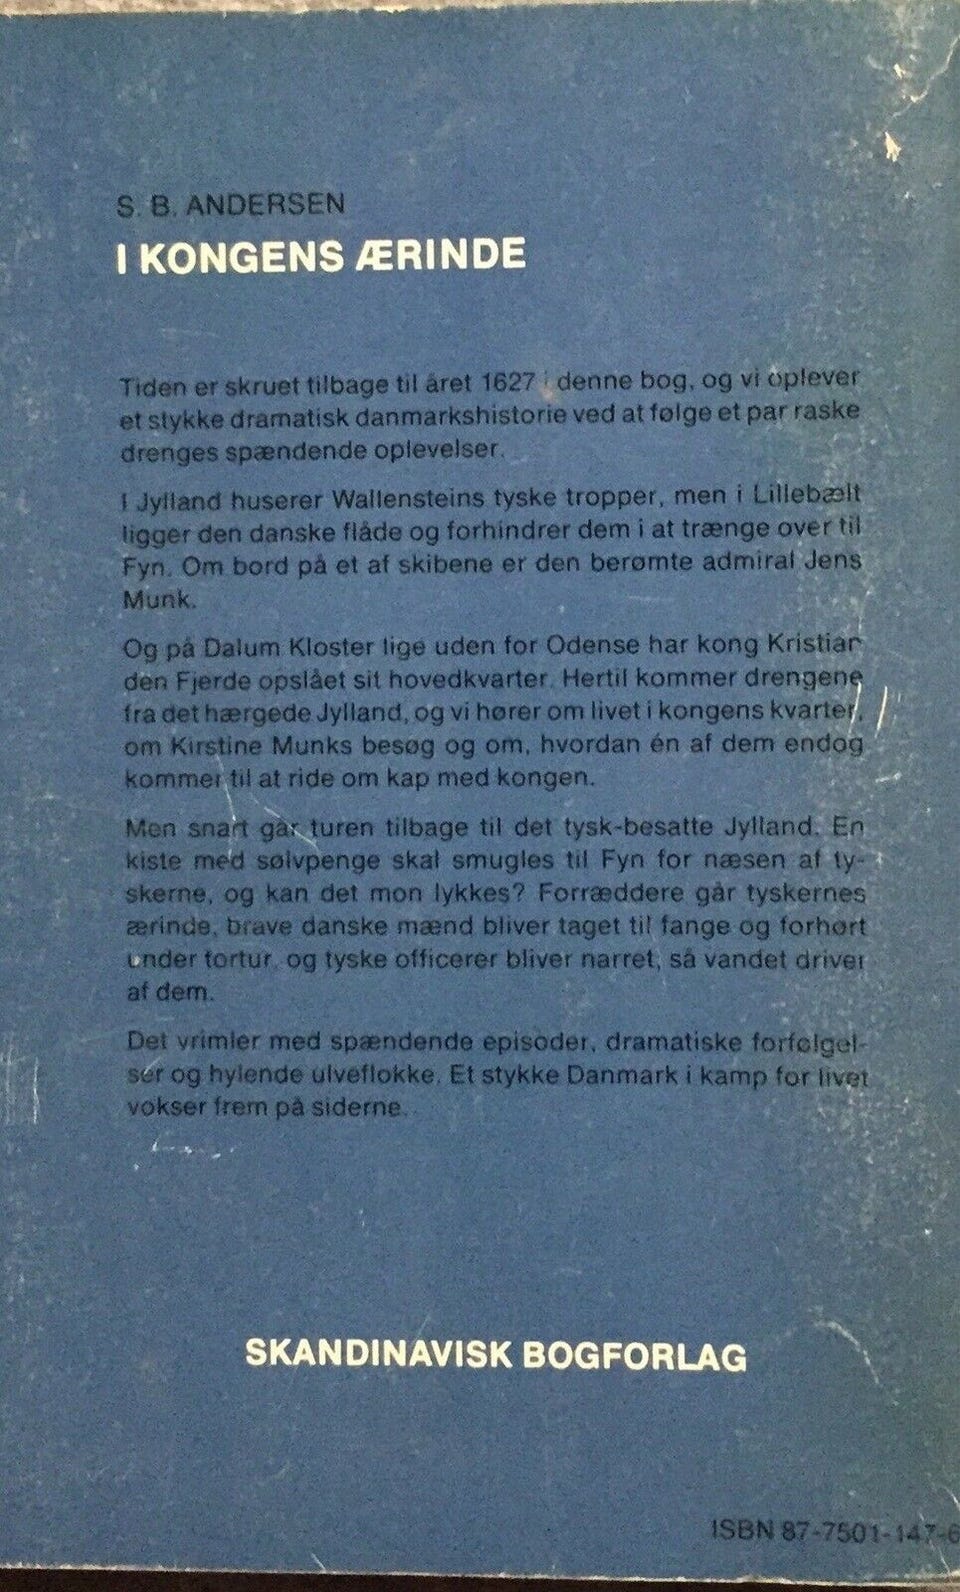 S. B. ANDERSEN
I KONGENS ÆRINDE
Tiden er skruet tilbage til året 1627 i denne bog, og vi oplever
et stykke dramatisk danmarkshistorie ved at følge et par raske
drenges spændende oplevelser.
I Jylland huserer Wallensteins tyske tropper, men i Lillebælt
ligger den danske flåde og forhindrer dem i at trænge over til
Fyn. Om bord på et af skibene er den berømte admiral Jens
Munk.
Og på Dalum Kloster lige uden for Odense har kong Kristian
den Fjerde opslået sit hovedkvarter. Hertil kommer drengene
fra det hærgede Jylland, og vi hører om livet i kongens kvarter,
om Kirstine Munks besøg og om, hvordan én af dem endog
kommer til at ride om kap med kongen.
Men snart går turen tilbage til det tysk-besatte Jylland. En
kiste med sølvpenge skal smugles til Fyn for næsen af ty-
skerne, og kan det mon lykkes? Forræddere går tyskernes
ærinde, brave danske mænd bliver taget til fange og forhørt
under tortur, og tyske officerer bliver narret, så vandet driver
af dem.
Det vrimler med spændende episoder, dramatiske forfølgel-
ser og hylende ulveflokke. Et stykke Danmark i kamp for livet
vokser frem på siderne.
SKANDINAVISK BOGFORLAG
ISBN 87-7501-147-6